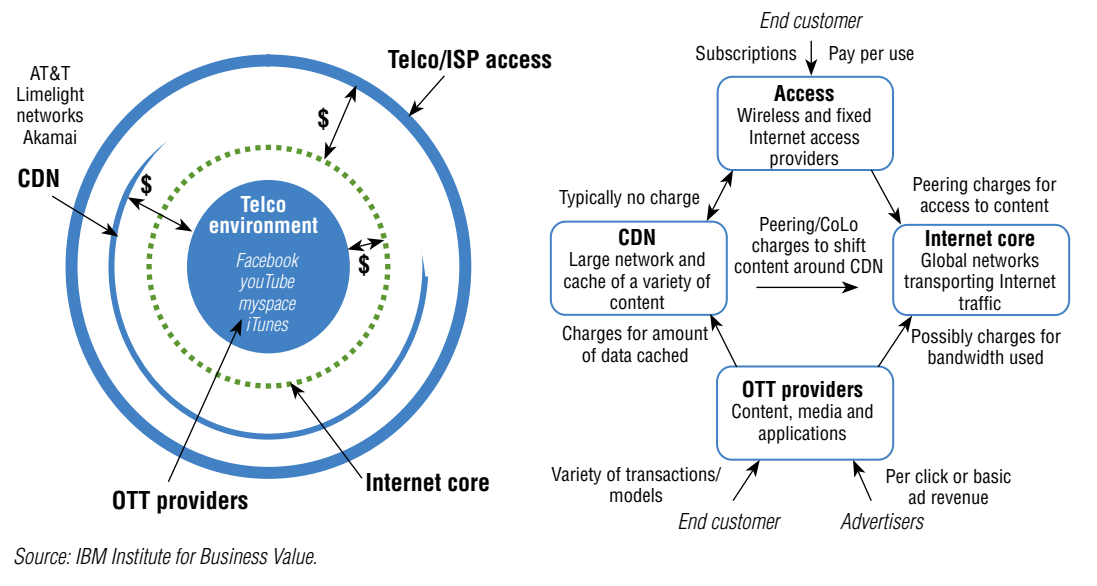 AT&T
Limelight
networks
Akamai
CDN
Telco/ISP access
$
$
$
Telco
environment
Facebook
youTube
myspace
iTunes
OTT providers
Internet core
End customer
Subscriptions
Pay per use
Access
Wireless and fixed
Internet access
providers
Typically no charge
Peering charges for
access to content
CDN
Large network and
cache of a variety of
content
Peering/CoLo
charges to shift
content around CDN
Internet core
Global networks
transporting Internet
traffic
Charges for amount
of data cached
Possibly charges for
bandwidth used
OTT providers
Content, media and
applications
Variety of transactions/
models
Per click or basic
ad revenue
End customer
Advertisers
Source: IBM Institute for Business Value.